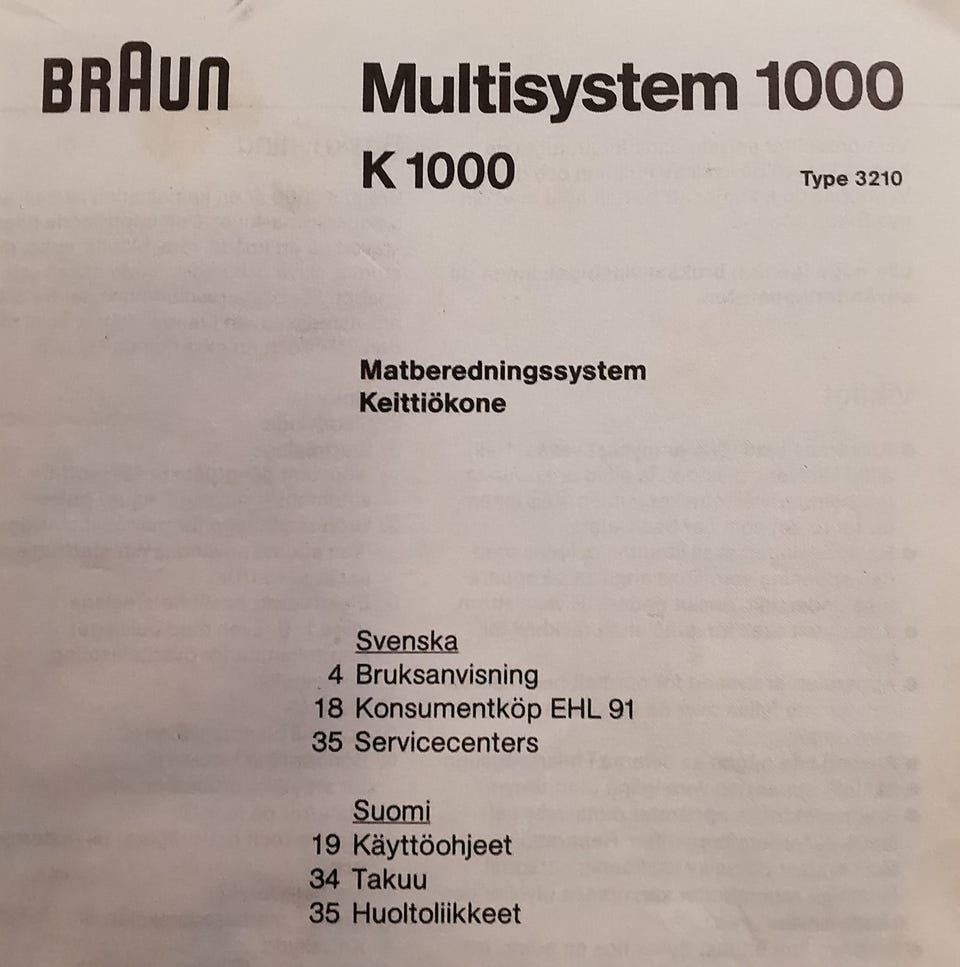 BRAUN
Multisystem 1000
K 1000
Type 3210
Matberedningssystem
Keittiökone
Svenska
4 Bruksanvisning
18 Konsumentköp EHL 91
35 Servicecenters
Suomi
19 Käyttöohjeet
34 Takuu
35 Huoltoliikkeet